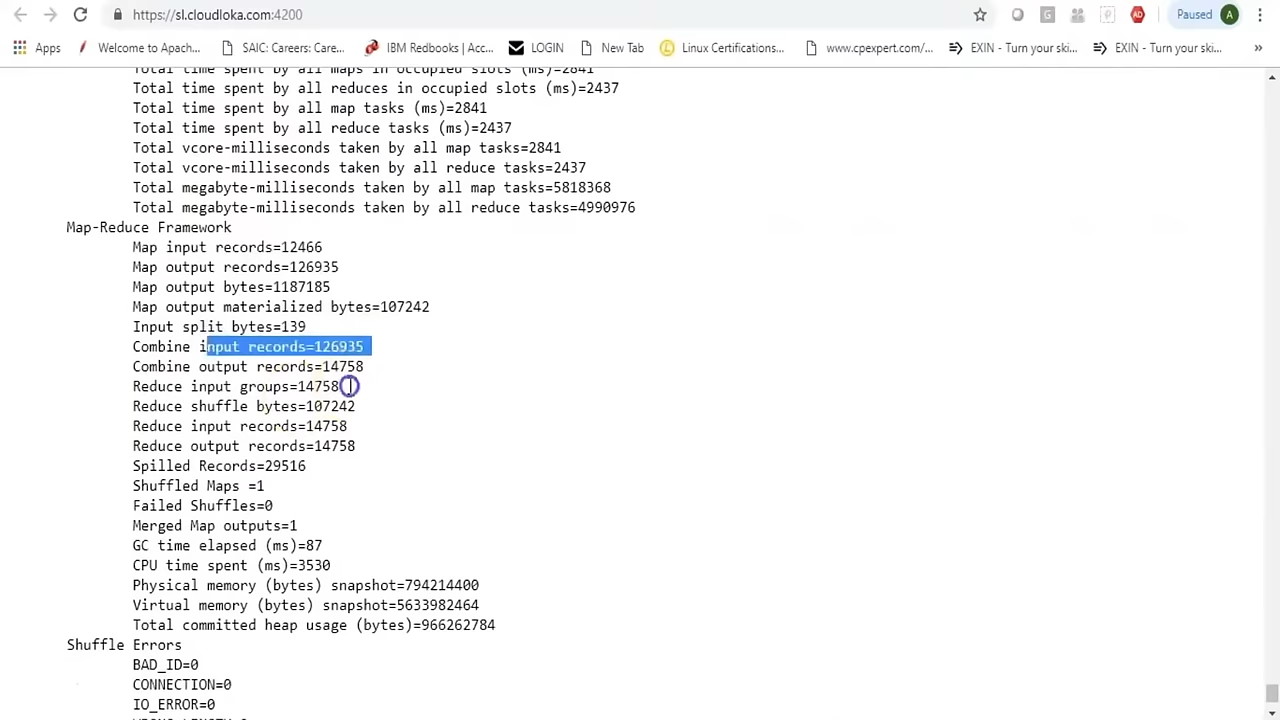 https://sl.cloudloka.com:4200
Paused A
Apps Welcome to Apach... SAIC: Careers: Care... IBM Redbooks | Acc... LOGIN New Tab Linux Certifications... www.cpexpert.com/... EXIN - Turn your ski... EXIN - Turn your ski... »
Total time spent by all maps in occupied slots (ms)=2841
Total time spent by all reduces in occupied slots (ms)=2437
Total time spent by all map tasks (ms)=2841
Total time spent by all reduce tasks (ms)=2437
Total vcore-milliseconds taken by all map tasks=2841
Total vcore-milliseconds taken by all reduce tasks=2437
Total megabyte-milliseconds taken by all map tasks=5818368
Total megabyte-milliseconds taken by all reduce tasks=4990976
Map-Reduce Framework
Map input records=12466
Map output records=126935
Map output bytes=1187185
Map output materialized bytes=107242
Input split bytes=139
Combine input records=126935
Combine output records=14758
Reduce input groups=14758
Reduce shuffle bytes=107242
Reduce input records=14758
Reduce output records=14758
Spilled Records=29516
Shuffled Maps =1
Failed Shuffles=0
Merged Map outputs=1
GC time elapsed (ms)=87
CPU time spent (ms)=3530
Physical memory (bytes) snapshot=794214400
Virtual memory (bytes) snapshot=5633982464
Total committed heap usage (bytes)=966262784
Shuffle Errors
BAD_ID=0
CONNECTION=0
IO_ERROR=0